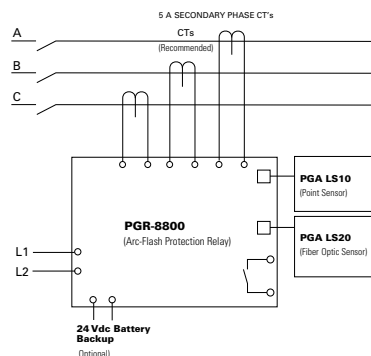 5 A SECONDARY PHASE CT's
A
CTs
(Recommended)
B
C
PGA LS10
(Point Sensor)
PGR-8800
(Arc-Flash Protection Relay)
PGA LS20
(Fiber Optic Sensor)
L1
L2
24 Vdc Battery
Backup
(Optional)